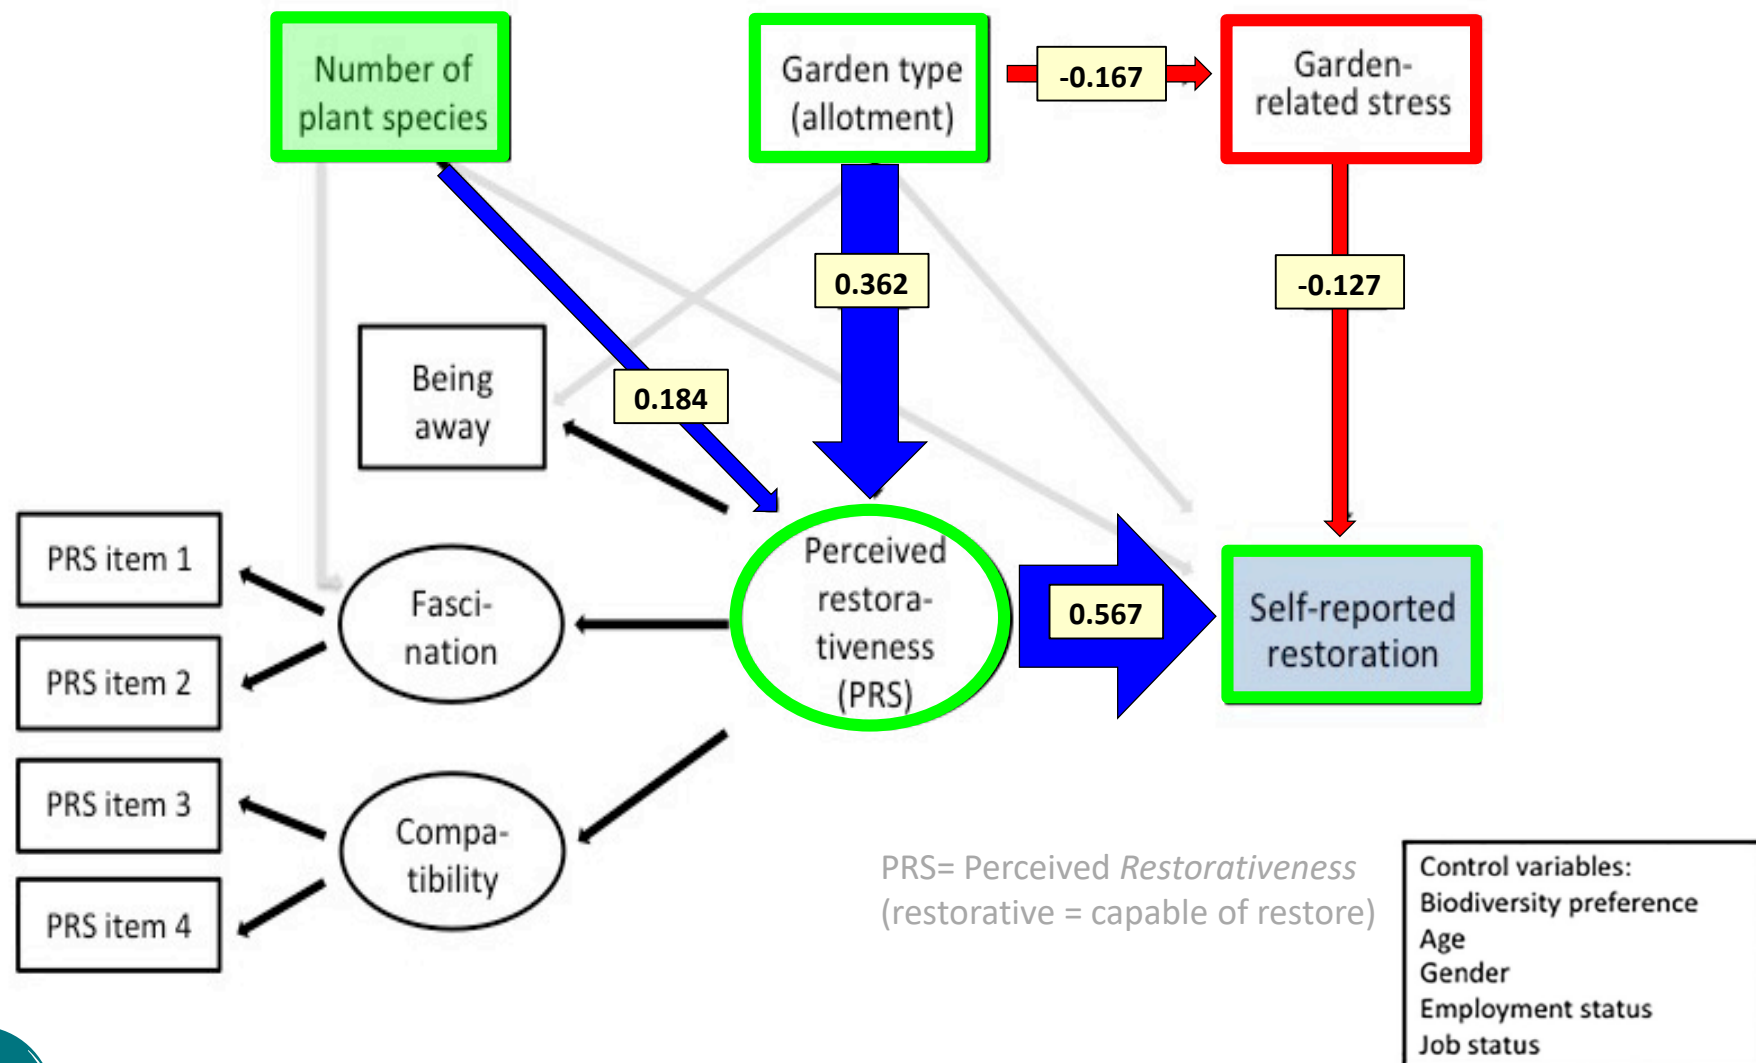 Number of
plant species
Garden type
(allotment)
-0.167
Garden-
related stress
0.362
-0.127
Being
away
0.184
PRS item 1
PRS item 2
Fasci-
nation
Perceived
restora-
tiveness
(PRS)
0.567
Self-reported
restoration
PRS item 3
PRS item 4
Compa-
tibility
PRS= Perceived Restorativeness
(restorative = capable of restore)
Control variables:
Biodiversity preference
Age
Gender
Employment status
Job status